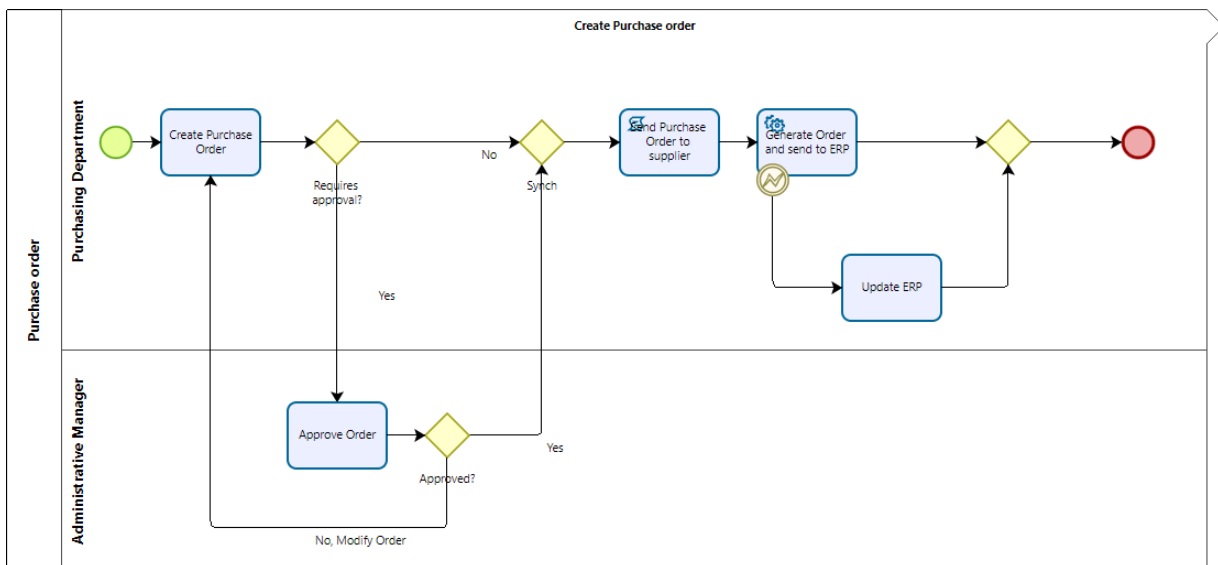 Create Purchase order
Purchase order
Purchasing Department
Create Purchase
Order
Requires
approval?
No
Yes
Synch
Send Purchase
Order to
supplier
Generate Order
and send to ERP
Update ERP
Administrative Manager
Approve Order
Approved?
Yes
No, Modify Order